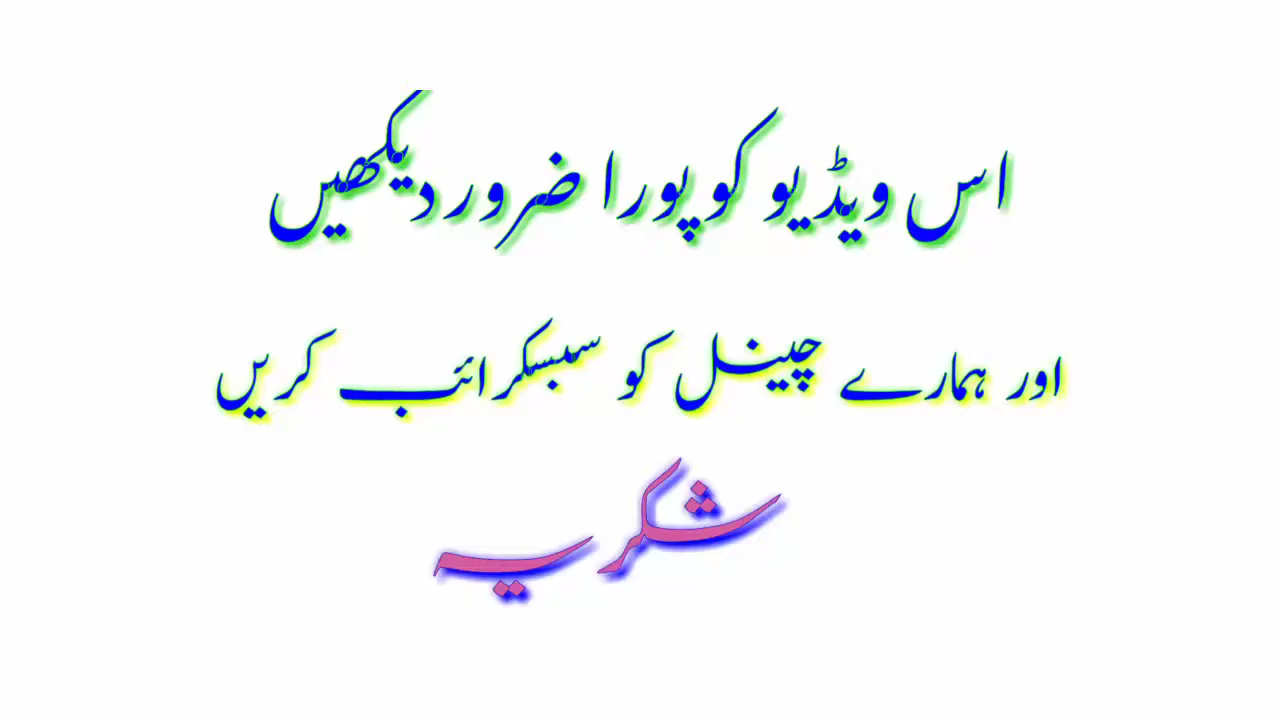 اس ویڈیو کو پورا ضرور دیکھیں
اور ہمارے چینل کو سبسکرائب کریں
شکریہ